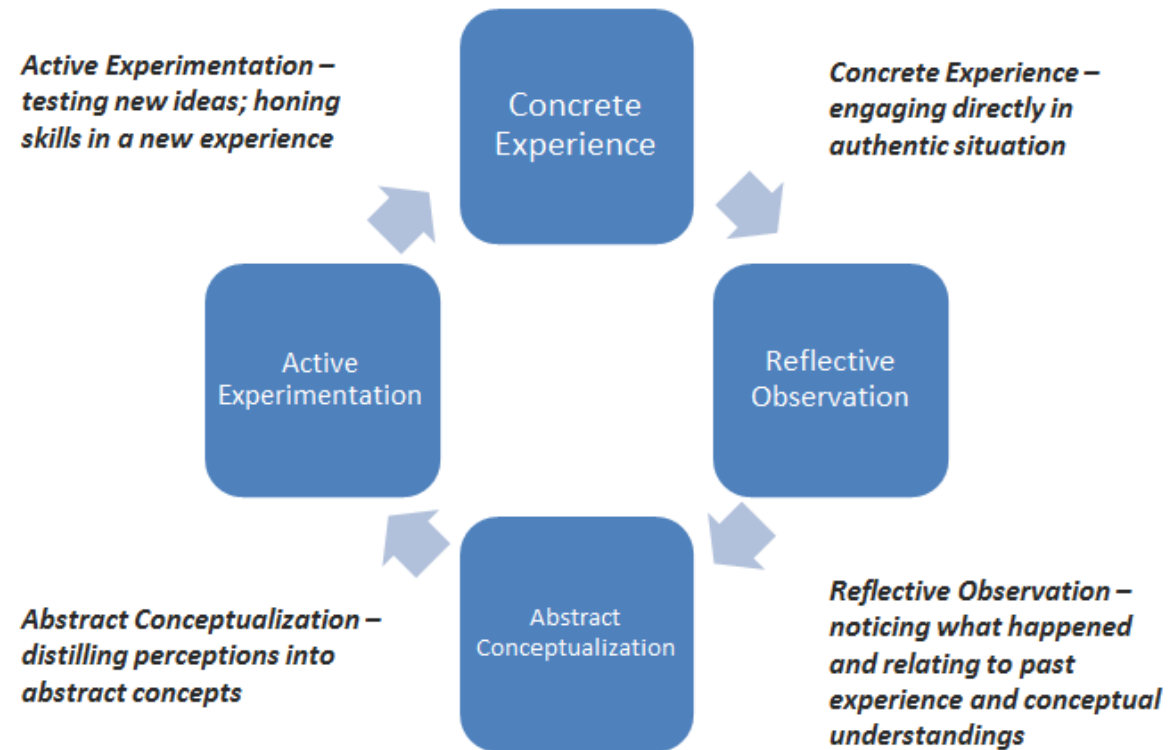 Active Experimentation –
testing new ideas; honing
skills in a new experience
Concrete
Experience
Concrete Experience –
engaging directly in
authentic situation
Active
Experimentation
Reflective
Observation
Abstract Conceptualization –
distilling perceptions into
abstract concepts
Abstract
Conceptualization
Reflective Observation –
noticing what happened
and relating to past
experience and conceptual
understandings